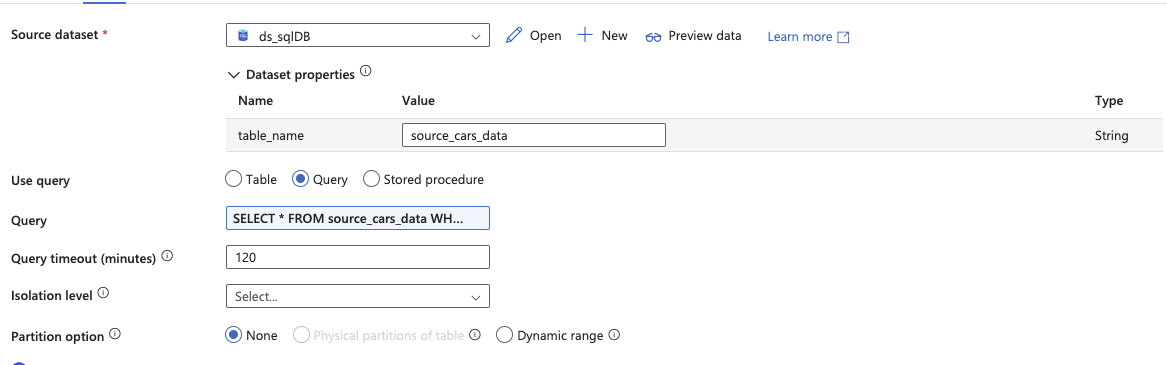 Source dataset *
ds_sqlDB
Open
New
Preview data
Learn more
Dataset properties
Name Value Type
table_name source_cars_data String
Use query Table Query Stored procedure
Query SELECT * FROM source_cars_data WH...
Query timeout (minutes) 120
Isolation level Select...
Partition option None Physical partitions of table Dynamic range